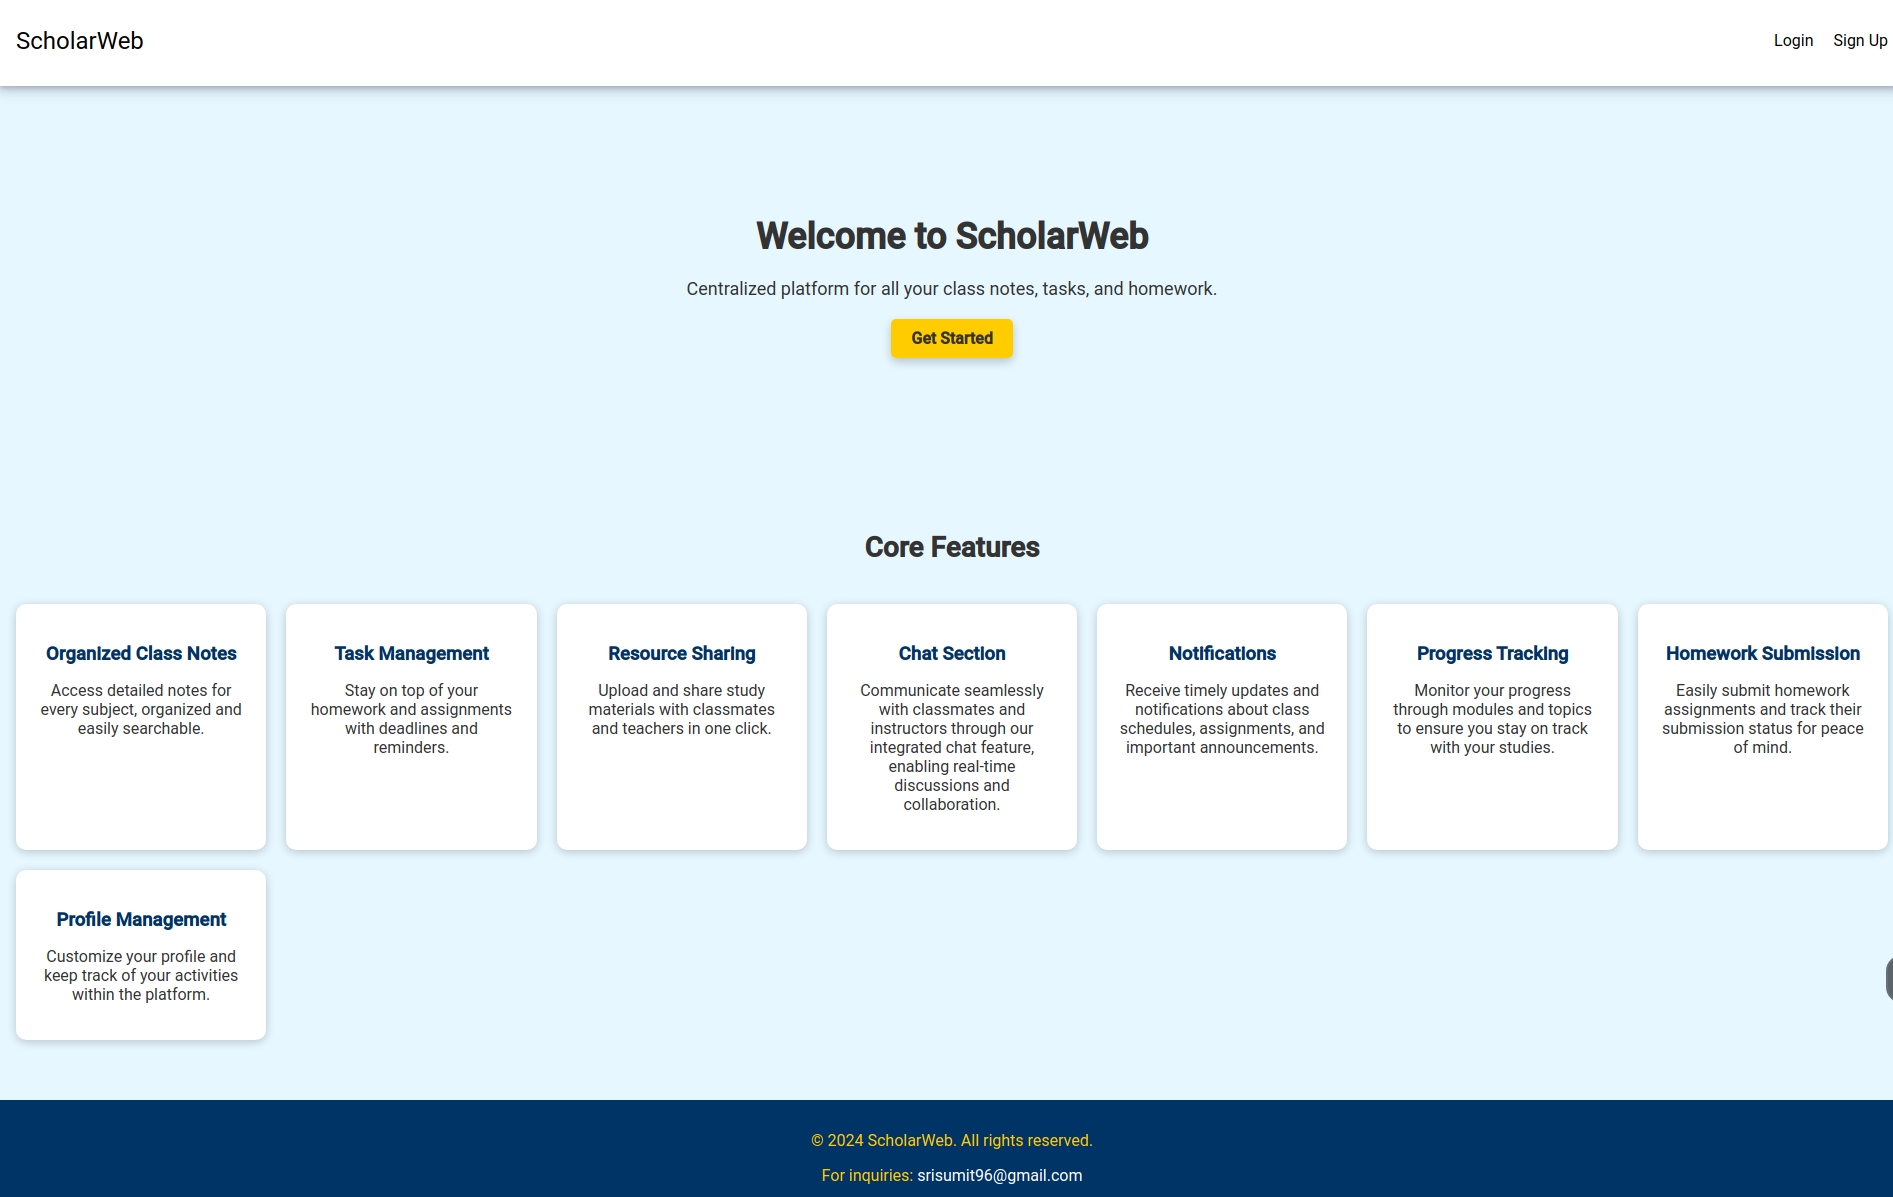 ScholarWeb
Login
Sign Up
Welcome to ScholarWeb
Centralized platform for all your class notes, tasks, and homework.
Get Started
Core Features
Organized Class Notes
Access detailed notes for
every subject, organized and
easily searchable.
Task Management
Stay on top of your
homework and assignments
with deadlines and
reminders.
Resource Sharing
Upload and share study
materials with classmates
and teachers in one click.
Chat Section
Communicate seamlessly
with classmates and
instructors through our
integrated chat feature,
enabling real-time
discussions and
collaboration.
Notifications
Receive timely updates and
notifications about class
schedules, assignments, and
important announcements.
Progress Tracking
Monitor your progress
through modules and topics
to ensure you stay on track
with your studies.
Homework Submission
Easily submit homework
assignments and track their
submission status for peace
of mind.
Profile Management
Customize your profile and
keep track of your activities
within the platform.
© 2024 ScholarWeb. All rights reserved.
For inquiries: srisumit96@gmail.com